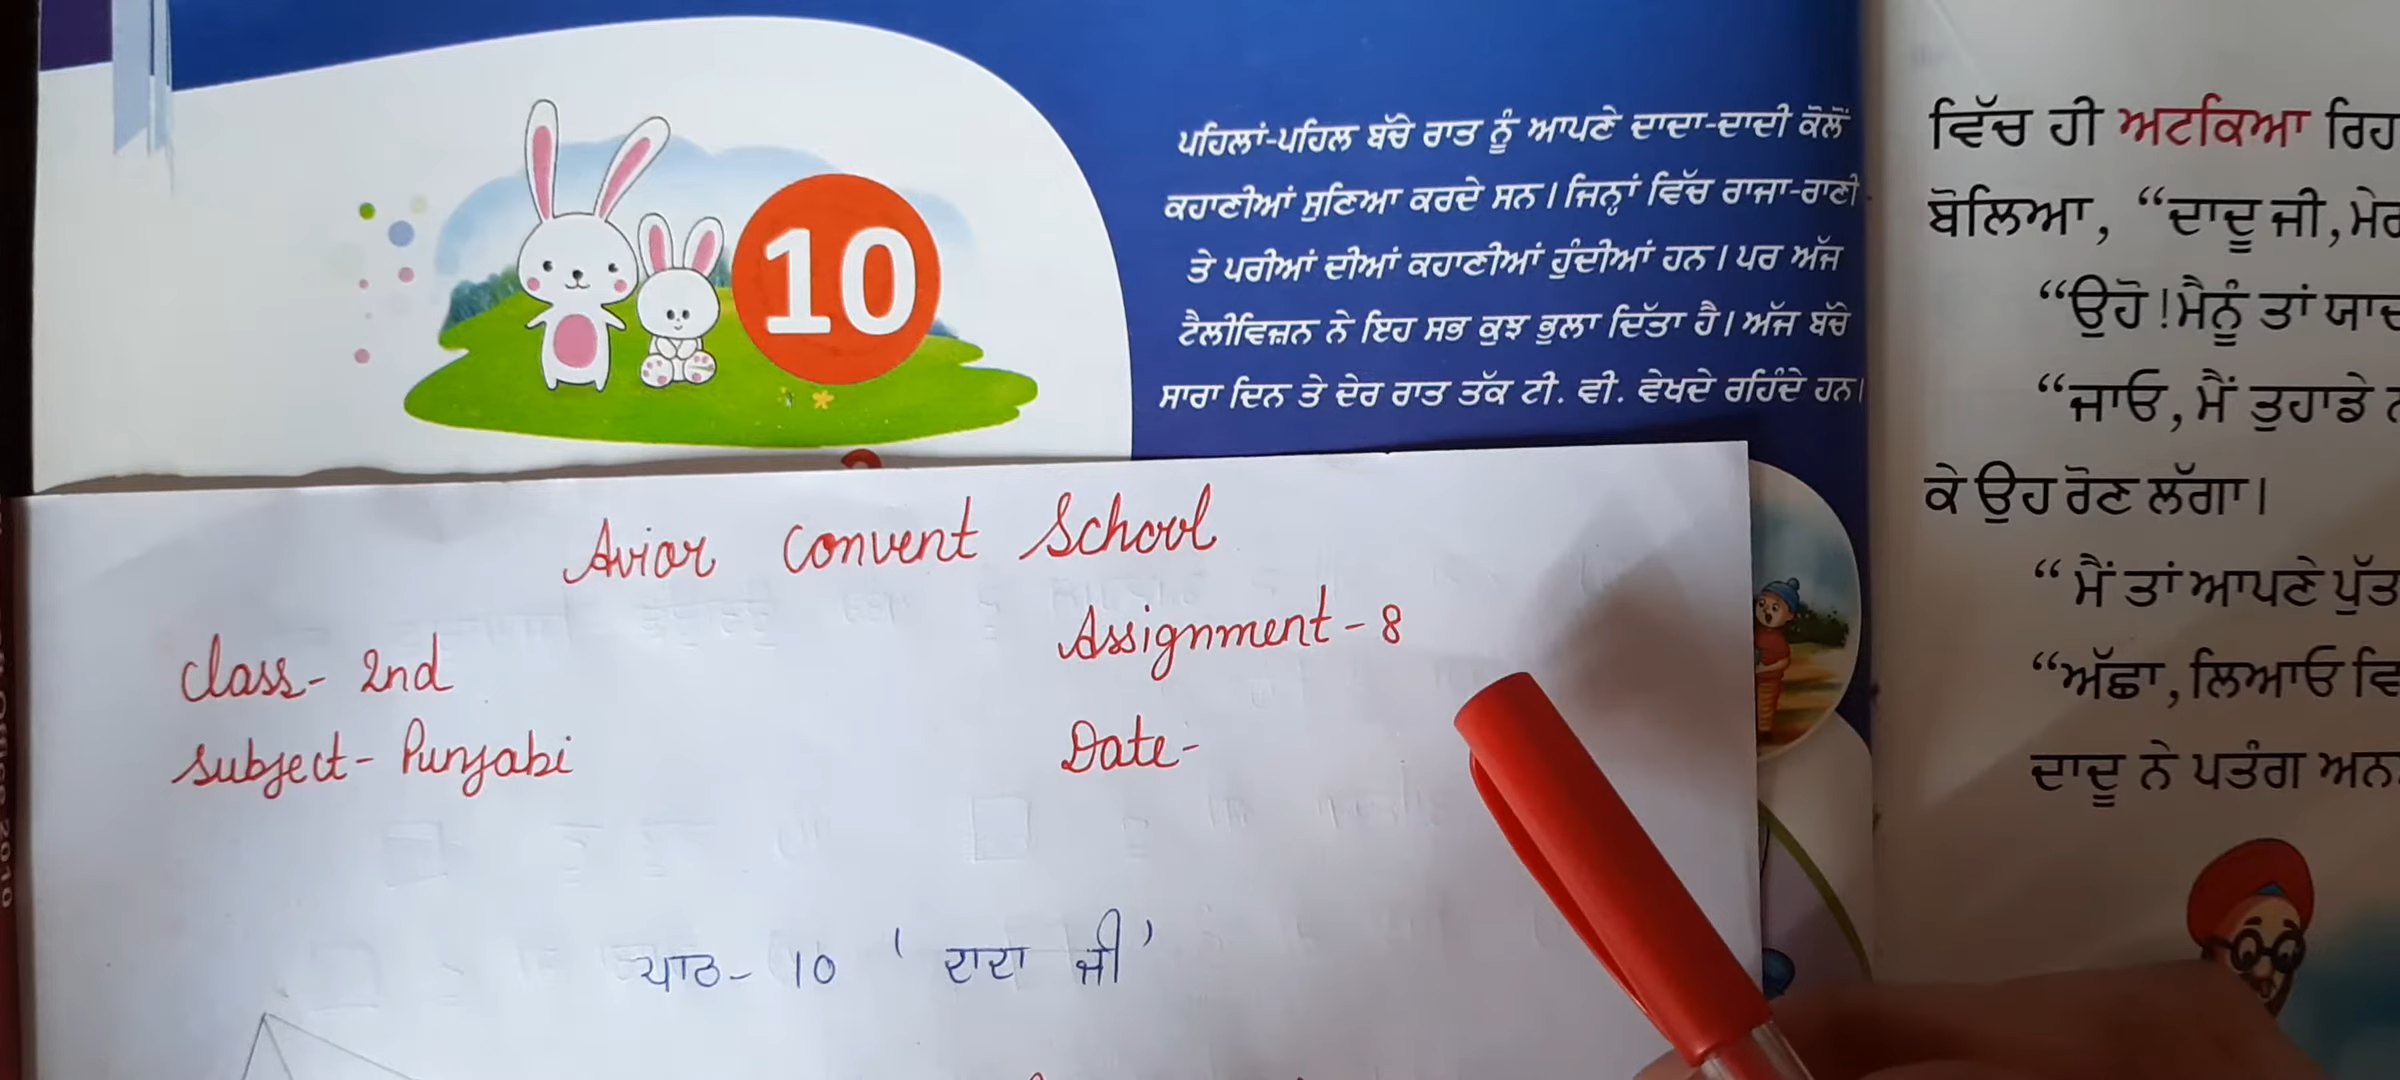 10
ਪਹਿਲਾਂ-ਪਹਿਲ ਬੱਚੇ ਰਾਤ ਨੂੰ ਆਪਣੇ ਦਾਦਾ-ਦਾਦੀ ਕੋਲੋਂ
ਕਹਾਣੀਆਂ ਸੁਣਿਆ ਕਰਦੇ ਸਨ। ਜਿਨ੍ਹਾਂ ਵਿੱਚ ਰਾਜਾ-ਰਾਣੀ
ਤੇ ਪਰੀਆਂ ਦੀਆਂ ਕਹਾਣੀਆਂ ਹੁੰਦੀਆਂ ਹਨ। ਪਰ ਅੱਜ
ਟੈਲੀਵਿਜ਼ਨ ਨੇ ਇਹ ਸਭ ਕੁਝ ਭੁਲਾ ਦਿੱਤਾ ਹੈ। ਅੱਜ ਬੱਚੇ
ਸਾਰਾ ਦਿਨ ਤੇ ਦੇਰ ਰਾਤ ਤੱਕ ਟੀ. ਵੀ. ਵੇਖਦੇ ਰਹਿੰਦੇ ਹਨ।
Avior Convent School
Class- 2nd
Assignment - 8
Subject- Punjabi
Date-
ਪਾਠ- 10 ' ਦਾਦਾ ਜੀ '
ਵਿੱਚ ਹੀ ਅਟਕਿਆ ਰਿਹ
ਬੋਲਿਆ, “ਦਾਦੂ ਜੀ, ਮੇਰ
“ਉਹੋ! ਮੈਨੂੰ ਤਾਂ ਯਾਦ
“ਜਾਓ, ਮੈਂ ਤੁਹਾਡੇ
ਕੇ ਉਹ ਰੋਣ ਲੱਗਾ।
“ ਮੈਂ ਤਾਂ ਆਪਣੇ ਪੁੱਤ
“ਅੱਛਾ, ਲਿਆਓ ਵਿ
ਦਾਦੂ ਨੇ ਪਤੰਗ ਅਨ